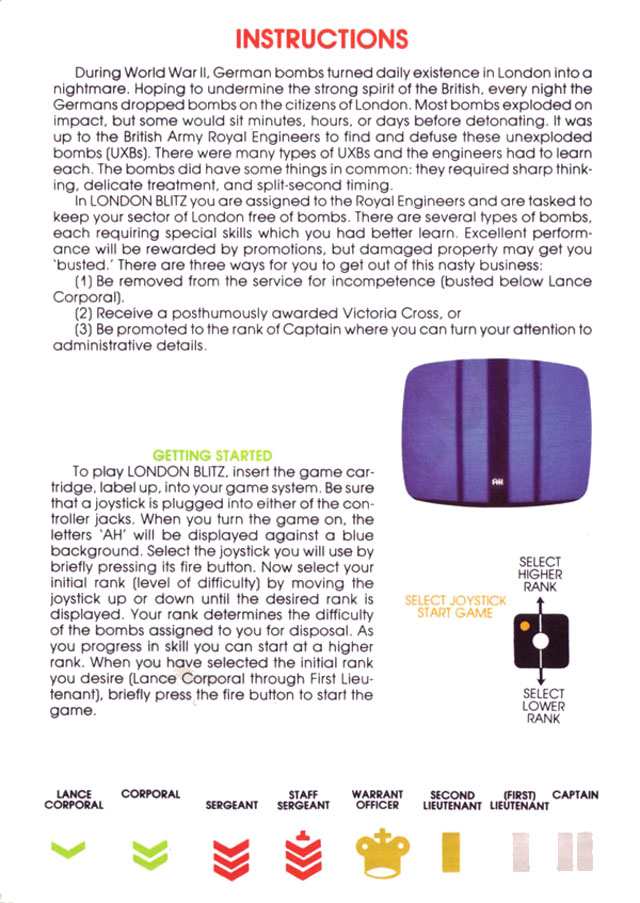 INSTRUCTIONS
During World War II, German bombs turned daily existence in London into a
nightmare. Hoping to undermine the strong spirit of the British, every night the
Germans dropped bombs on the citizens of London. Most bombs exploded on
impact, but some would sit minutes, hours, or days before detonating. It was
up to the British Army Royal Engineers to find and defuse these unexploded
bombs (UXBs). There were many types of UXBs and the engineers had to learn
each. The bombs did have some things in common: they required sharp think-
ing, delicate treatment, and split-second timing.
In LONDON BLITZ you are assigned to the Royal Engineers and are tasked to
keep your sector of London free of bombs. There are several types of bombs,
each requiring special skills which you had better learn. Excellent perform-
ance will be rewarded by promotions, but damaged property may get you
'busted.' There are three ways for you to get out of this nasty business:
(1) Be removed from the service for incompetence (busted below Lance
Corporal).
(2) Receive a posthumously awarded Victoria Cross, or
(3) Be promoted to the rank of Captain where you can turn your attention to
administrative details.
AH
GETTING STARTED
To play LONDON BLITZ, insert the game car-
tridge, label up, into your game system. Be sure
that a joystick is plugged into either of the con-
troller jacks. When you turn the game on, the
letters 'AH' will be displayed against a blue
background. Select the joystick you will use by
briefly pressing its fire button. Now select your
initial rank (level of difficulty) by moving the
joystick up or down until the desired rank is
displayed. Your rank determines the difficulty
of the bombs assigned to you for disposal. As
you progress in skill you can start at a higher
rank. When you have selected the initial rank
you desire (Lance Corporal through First Lieu-
tenant), briefly press the fire button to start the
game.
SELECT
HIGHER
RANK
SELECT JOYSTICK
START GAME
SELECT
LOWER
RANK
LANCE
CORPORAL
CORPORAL
SERGEANT
STAFF
SERGEANT
WARRANT
OFFICER
SECOND
LIEUTENANT
(FIRST)
LIEUTENANT
CAPTAIN